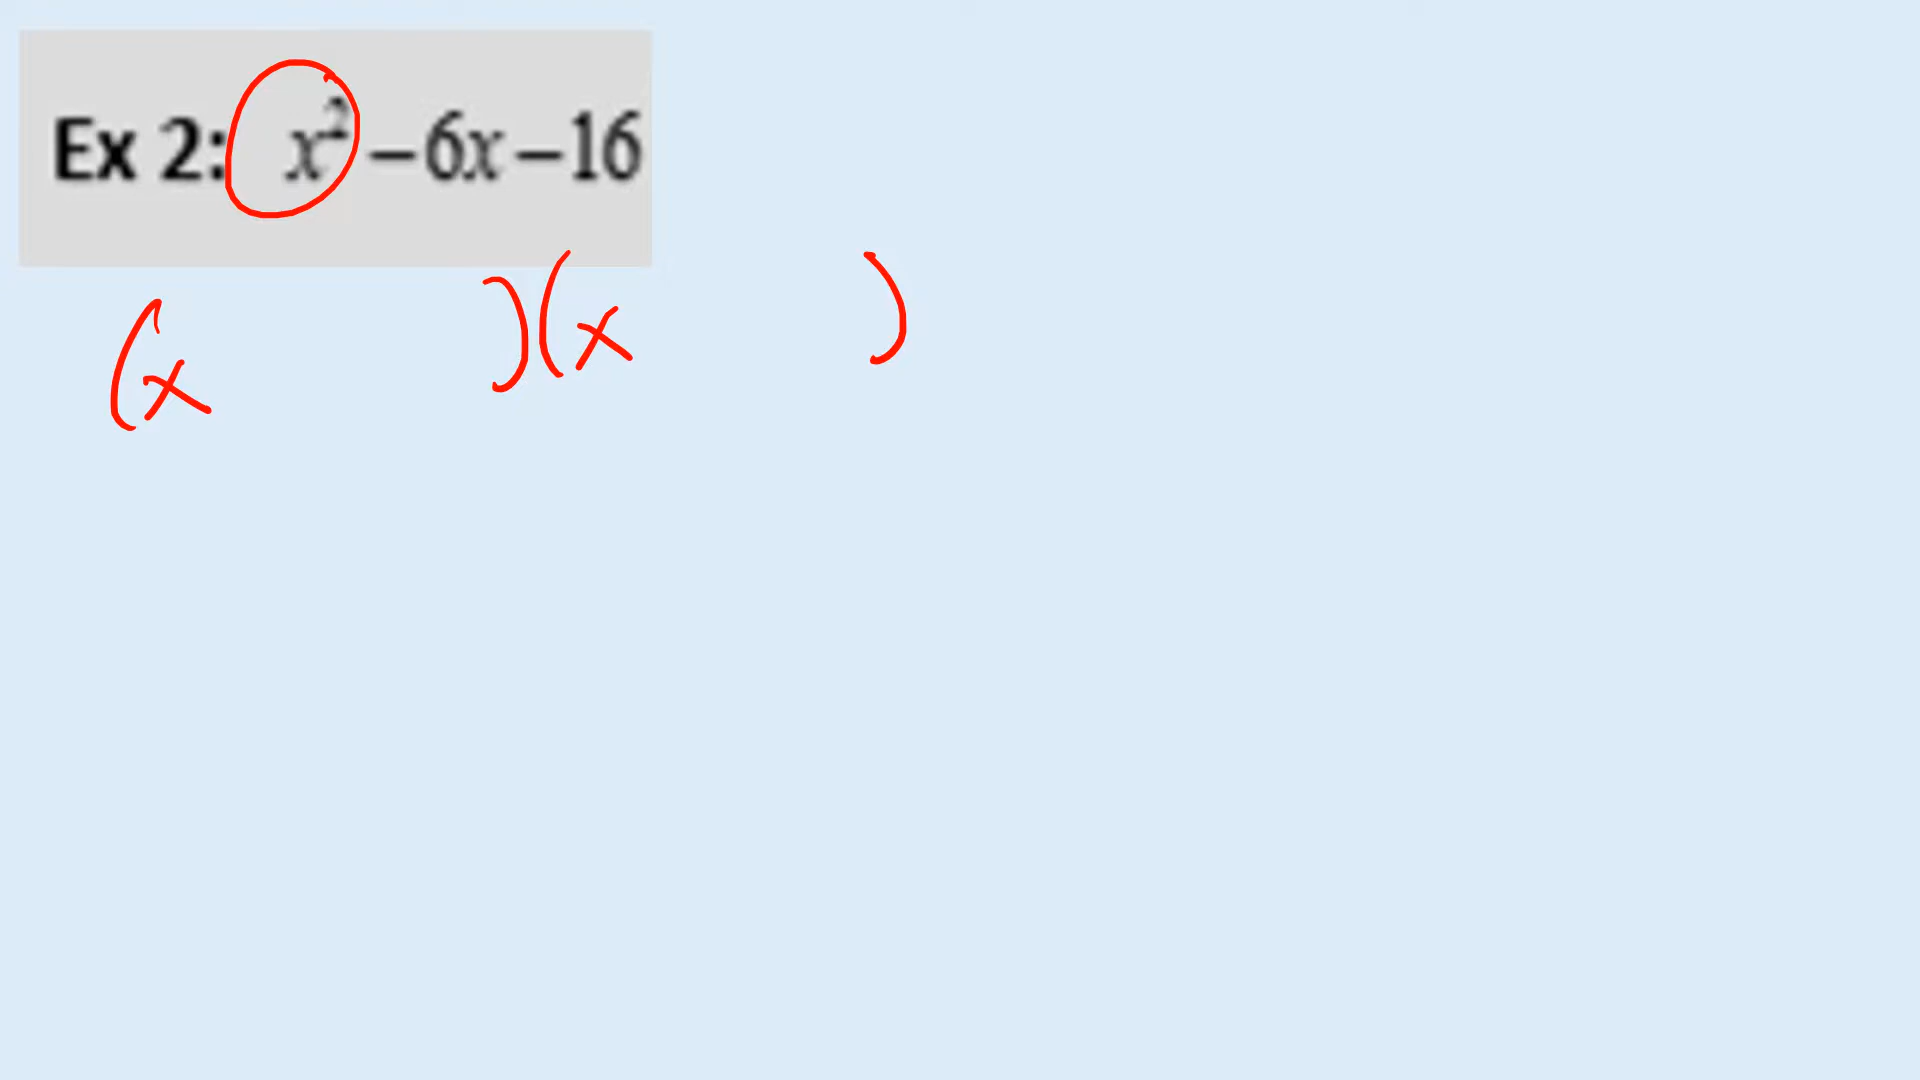 Ex 2: x² – 6x – 16
(x )(x )